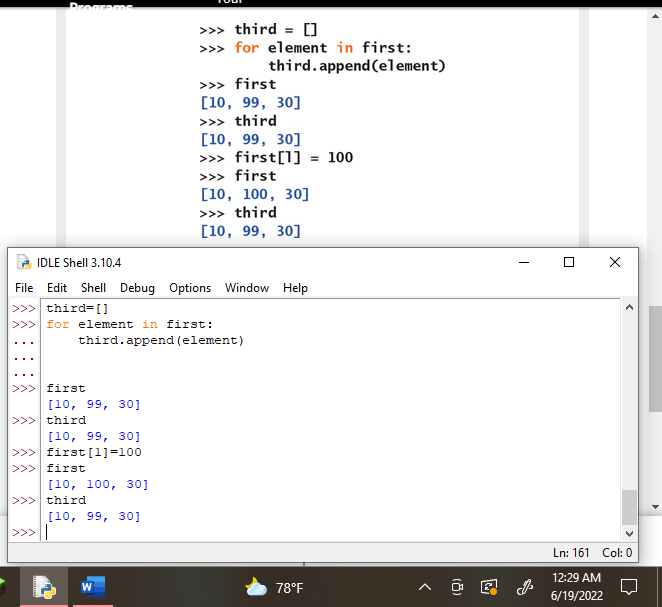 Programs
Your
>>> third = []
>>> for element in first:
third.append(element)
>>> first
[10, 99, 30]
>>> third
[10, 99, 30]
>>> first[1] = 100
>>> first
[10, 100, 30]
>>> third
[10, 99, 30]
IDLE Shell 3.10.4
File Edit Shell Debug Options Window Help
>>> third=[]
>>> for element in first:
... third.append(element)
...
...
>>> first
[10, 99, 30]
>>> third
[10, 99, 30]
>>> first[1]=100
>>> first
[10, 100, 30]
>>> third
[10, 99, 30]
>>>
Ln: 161 Col: 0
W
78°F
12:29 AM
6/19/2022